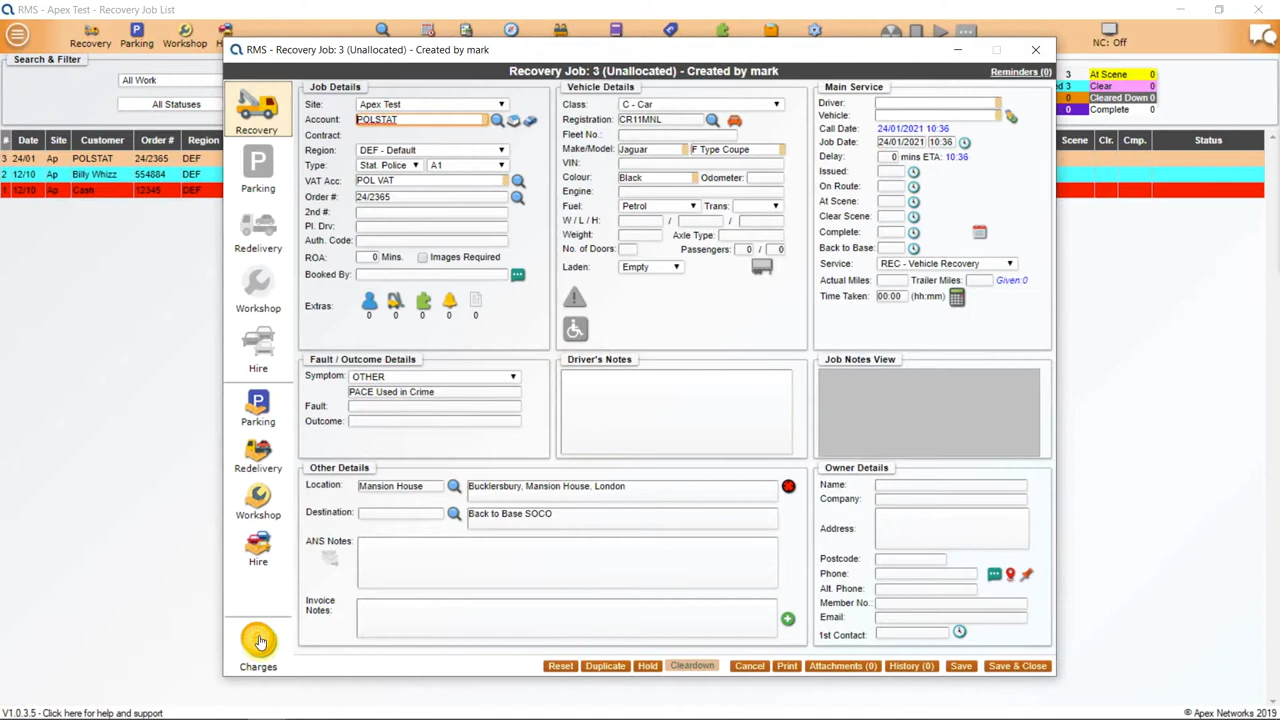 RMS - Apex Test - Recovery Job List
Recovery
Parking
Workshop
NC: Off
Search & Filter
All Work
All Statuses
3
At Scene 0
3
Clear 0
0
Cleared Down 0
0
Complete 0
# Date Site Customer Order # Region
Scene Clr. Cmp. Status
3 24/01 Ap POLSTAT 24/2365 DEF
2 12/10 Ap Billy Whizz 554884 DEF
1 12/10 Ap Cash 12345 DEF
RMS - Recovery Job: 3 (Unallocated) - Created by mark
Recovery Job: 3 (Unallocated) - Created by mark
Reminders (0)
Recovery
Parking
Redelivery
Workshop
Hire
Parking
Redelivery
Workshop
Hire
Charges
Job Details
Site: Apex Test
Account: POLSTAT
Contract:
Region: DEF - Default
Type: Stat. Police A1
VAT Acc: POL VAT
Order #: 24/2365
2nd #:
Pl. Drv:
Auth. Code:
ROA: 0 Mins. Images Required
Booked By:
Extras:
0 0 0 0 0
Vehicle Details
Class: C - Car
Registration: CR11MNL
Fleet No.:
Make/Model: Jaguar F Type Coupe
VIN:
Colour: Black Odometer:
Engine:
Fuel: Petrol Trans:
W / L / H: / /
Weight: Axle Type:
No. of Doors: Passengers: 0 / 0
Laden: Empty
Main Service
Driver:
Vehicle:
Call Date: 24/01/2021 10:36
Job Date: 24/01/2021 10:36
Delay: 0 mins ETA: 10:36
Issued:
On Route:
At Scene:
Clear Scene:
Complete:
Back to Base:
Service: REC - Vehicle Recovery
Actual Miles: Trailer Miles: Given:0
Time Taken: 00:00 (hh:mm)
Fault / Outcome Details
Symptom: OTHER
PACE Used in Crime
Fault:
Outcome:
Driver's Notes
Job Notes View
Other Details
Location: Mansion House Bucklersbury, Mansion House, London
Destination: Back to Base SOCO
ANS Notes:
Invoice
Notes:
Owner Details
Name:
Company:
Address:
Postcode:
Phone:
Alt. Phone:
Member No.:
Email:
1st Contact:
Reset Duplicate Hold Cleardown Cancel Print Attachments (0) History (0) Save Save & Close
V1.0.3.5 - Click here for help and support
© Apex Networks 2019